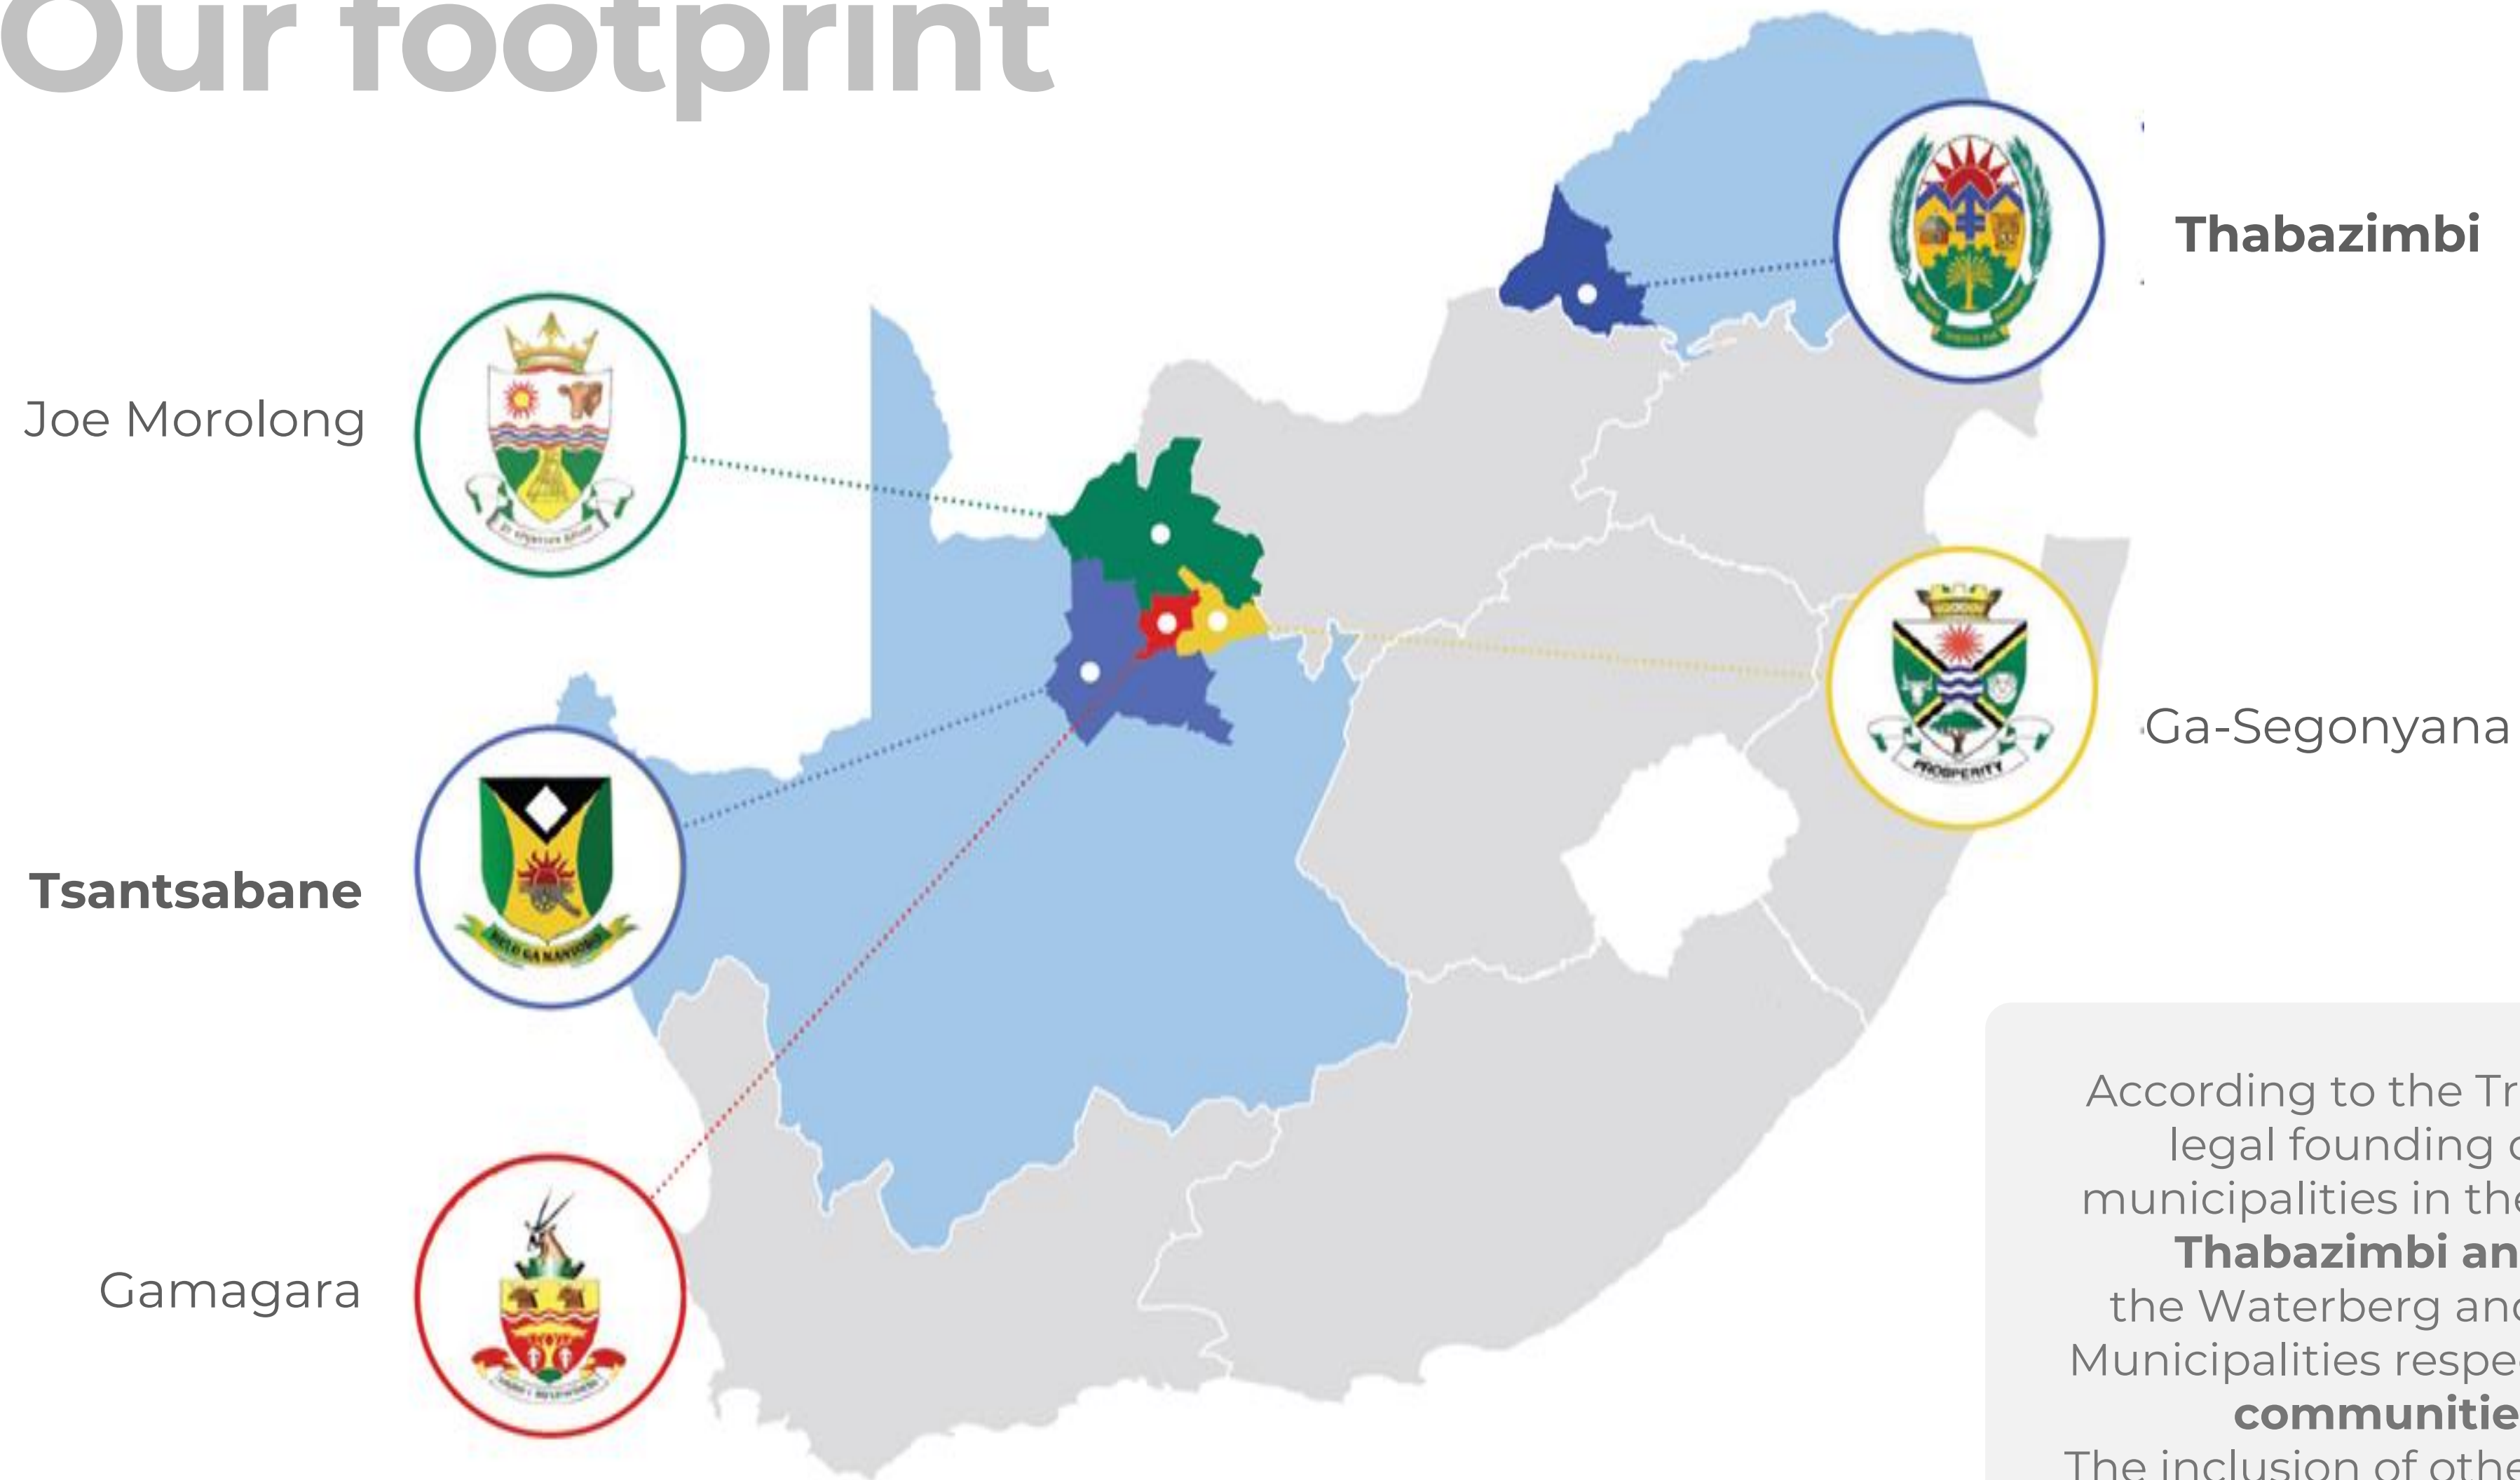 Our footprint
Thabazimbi
Joe Morolong
Ga-Segonyana
PROSPERITY
Tsantsabane
Gamagara
According to the Tr
legal founding
municipalities in the
Thabazimbi an
the Waterberg and
Municipalities respe
communitie
The inclusion of othe